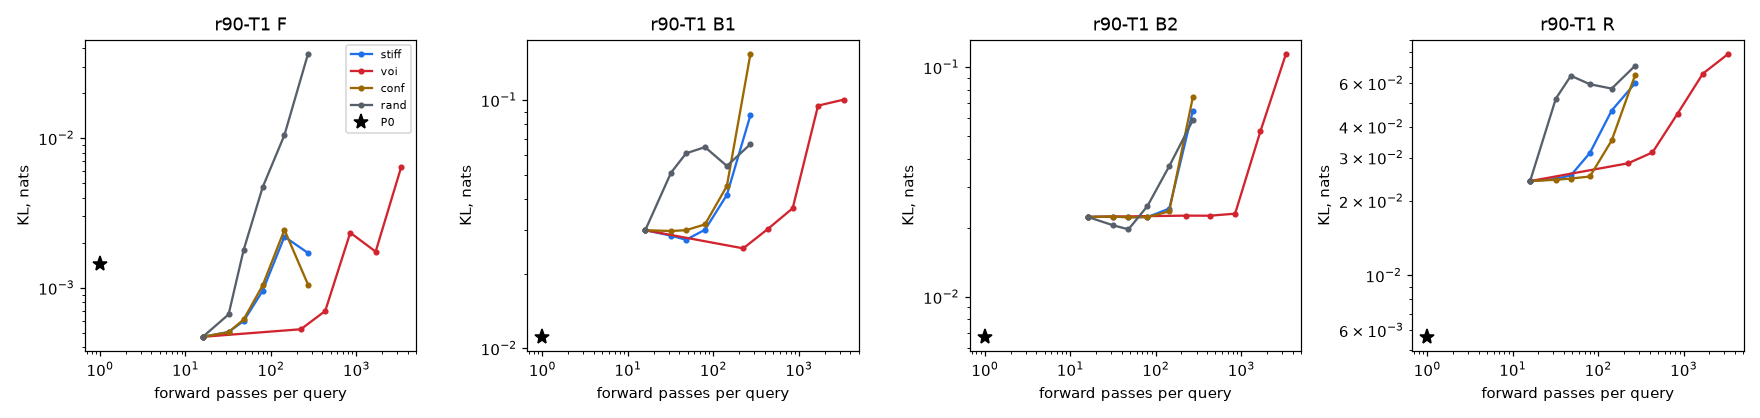 r90-T1 F
KL, nats
10⁻²
10⁻³
10⁰ 10¹ 10² 10³
forward passes per query
stiff
voi
conf
rand
P0
r90-T1 B1
KL, nats
10⁻¹
10⁻²
10⁰ 10¹ 10² 10³
forward passes per query
r90-T1 B2
KL, nats
10⁻¹
10⁻²
10⁰ 10¹ 10² 10³
forward passes per query
r90-T1 R
KL, nats
6 × 10⁻²
4 × 10⁻²
3 × 10⁻²
2 × 10⁻²
10⁻²
6 × 10⁻³
10⁰ 10¹ 10² 10³
forward passes per query